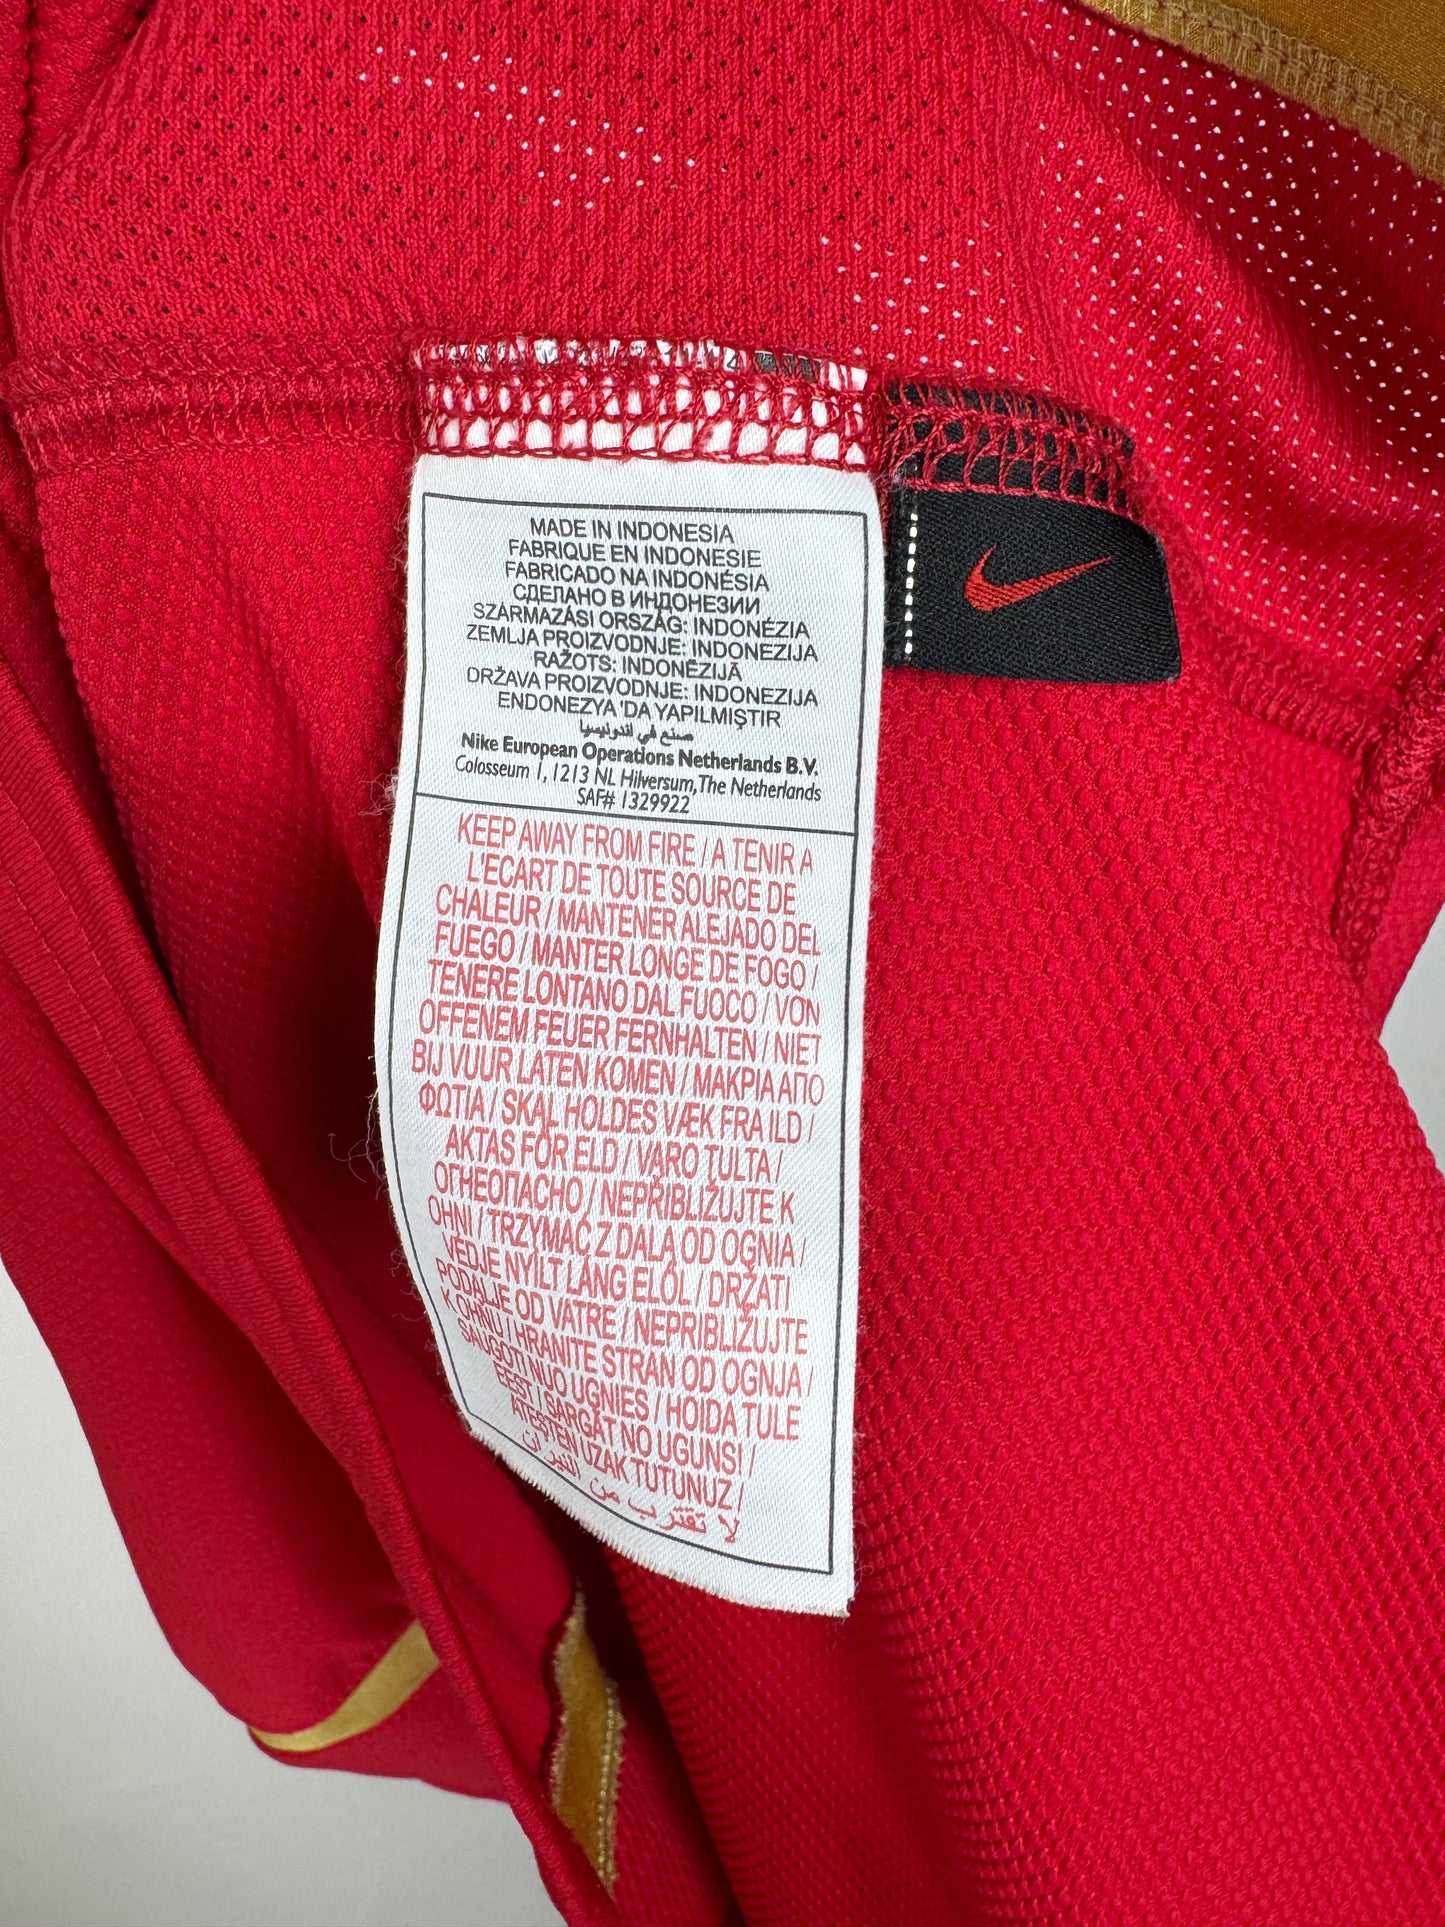 MADE IN INDONESIA
FABRIQUE EN INDONESIE
FABRICADO NA INDONÉSIA
СДЕЛАНО В ИНДОНЕЗИИ
SZÁRMAZÁSI ORSZÁG: INDONÉZIA
ZEMLJA PROIZVODNJE: INDONEZIJA
RAŽOTS: INDONĒZIJĀ
DRŽAVA PROIZVODNJE: INDONEZIJA
ENDONEZYA 'DA YAPILMIŞTIR
صنع في اندونيسيا
Nike European Operations Netherlands B.V.
Colosseum 1, 1213 NL Hilversum, The Netherlands
SAF# 1329922
KEEP AWAY FROM FIRE / A TENIR A
L'ECART DE TOUTE SOURCE DE
CHALEUR / MANTENER ALEJADO DEL
FUEGO / MANTER LONGE DE FOGO /
TENERE LONTANO DAL FUOCO / VON
OFFENEM FEUER FERNHALTEN / NIET
BIJ VUUR LATEN KOMEN / ΜΑΚΡΙΑ ΑΠΟ
ΦΩΤΙΑ / SKAL HOLDES VÆK FRA ILD /
AKTAS FÖR ELD / VARO TULTA /
ОГНЕОПАСНО / NEPŘIBLIŽUJTE K
OHNI / TRZYMAĆ Z DALA OD OGNIA /
VÉDJE NYÍLT LÁNG ELŐL / DRŽATI
PODALJE OD VATRE / NEPRIBLIŽUJTE
K OHNU / HRANITE STRAN OD OGNJA /
SAUGOTI NUO UGNIES / HOIDA TULE
EEST / SARGĀT NO UGUNS! /
ATEŞTEN UZAK TUTUNUZ /
لا تقترب من النيران